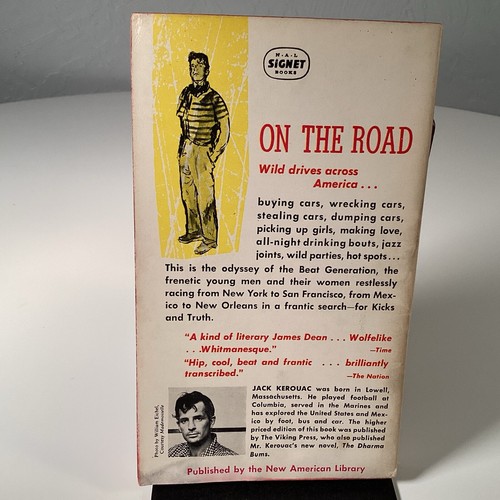 N·A·L
SIGNET
BOOKS
ON THE ROAD
Wild drives across
America . . .
buying cars, wrecking cars,
stealing cars, dumping cars,
picking up girls, making love,
all-night drinking bouts, jazz
joints, wild parties, hot spots . . .
This is the odyssey of the Beat Generation, the
frenetic young men and their women restlessly
racing from New York to San Francisco, from Mex-
ico to New Orleans in a frantic search—for Kicks
and Truth.
"A kind of literary James Dean . . . Wolfelike
. . .Whitmanesque."
—Time
"Hip, cool, beat and frantic . . . brilliantly
transcribed."
—The Nation
Photo by William Eichel,
Courtesy Mademoiselle
JACK KEROUAC was born in Lowell,
Massachusetts. He played football at
Columbia, served in the Marines and
has explored the United States and Mex-
ico by foot, bus and car. The higher
priced edition of this book was published
by The Viking Press, who also published
Mr. Kerouac's new novel, The Dharma
Bums.
Published by the New American Library